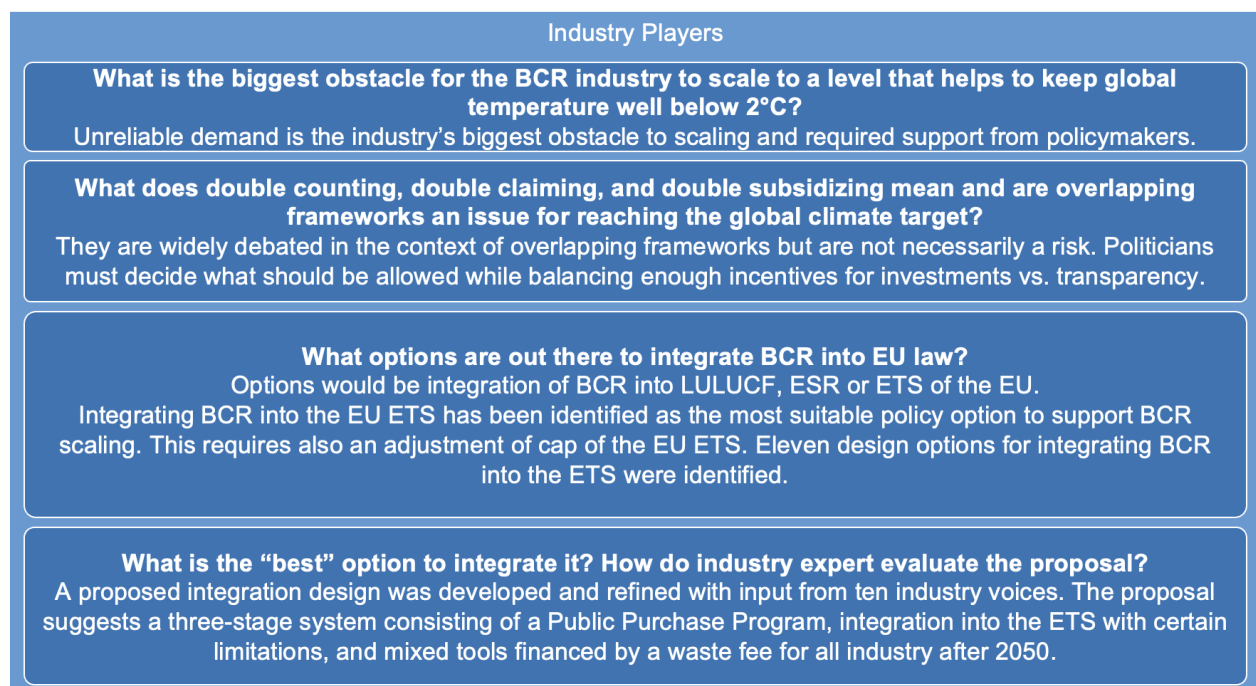 Industry Players
What is the biggest obstacle for the BCR industry to scale to a level that helps to keep global
temperature well below 2°C?
Unreliable demand is the industry's biggest obstacle to scaling and required support from policymakers.
What does double counting, double claiming, and double subsidizing mean and are overlapping
frameworks an issue for reaching the global climate target?
They are widely debated in the context of overlapping frameworks but are not necessarily a risk. Politicians
must decide what should be allowed while balancing enough incentives for investments vs. transparency.
What options are out there to integrate BCR into EU law?
Options would be integration of BCR into LULUCF, ESR or ETS of the EU.
Integrating BCR into the EU ETS has been identified as the most suitable policy option to support BCR
scaling. This requires also an adjustment of cap of the EU ETS. Eleven design options for integrating BCR
into the ETS were identified.
What is the “best” option to integrate it? How do industry expert evaluate the proposal?
A proposed integration design was developed and refined with input from ten industry voices. The proposal
suggests a three-stage system consisting of a Public Purchase Program, integration into the ETS with certain
limitations, and mixed tools financed by a waste fee for all industry after 2050.